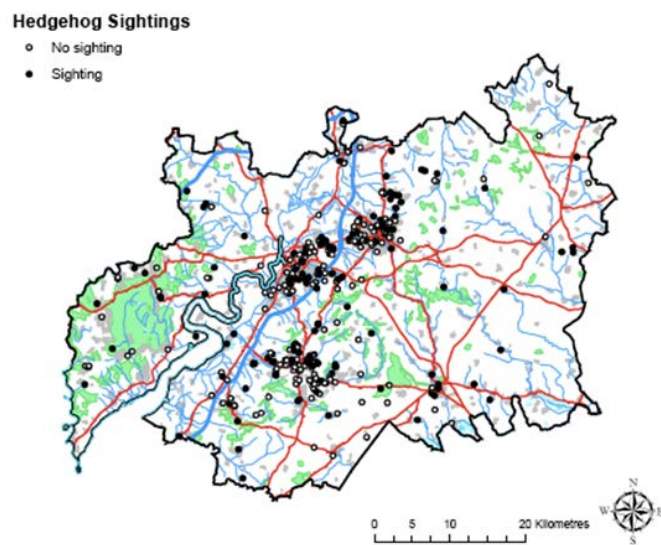 Hedgehog Sightings
No sighting
Sighting
N
W E
S
0 5 10 20 Kilometres